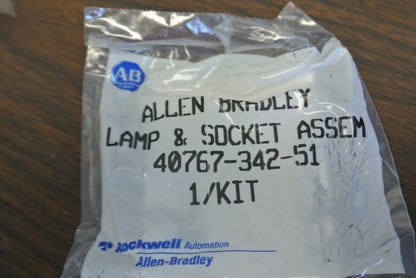 AB
ALLEN BRADLEY
LAMP & SOCKET ASSEM
40767-342-51
1/KIT
Rockwell Automation
Allen-Bradley